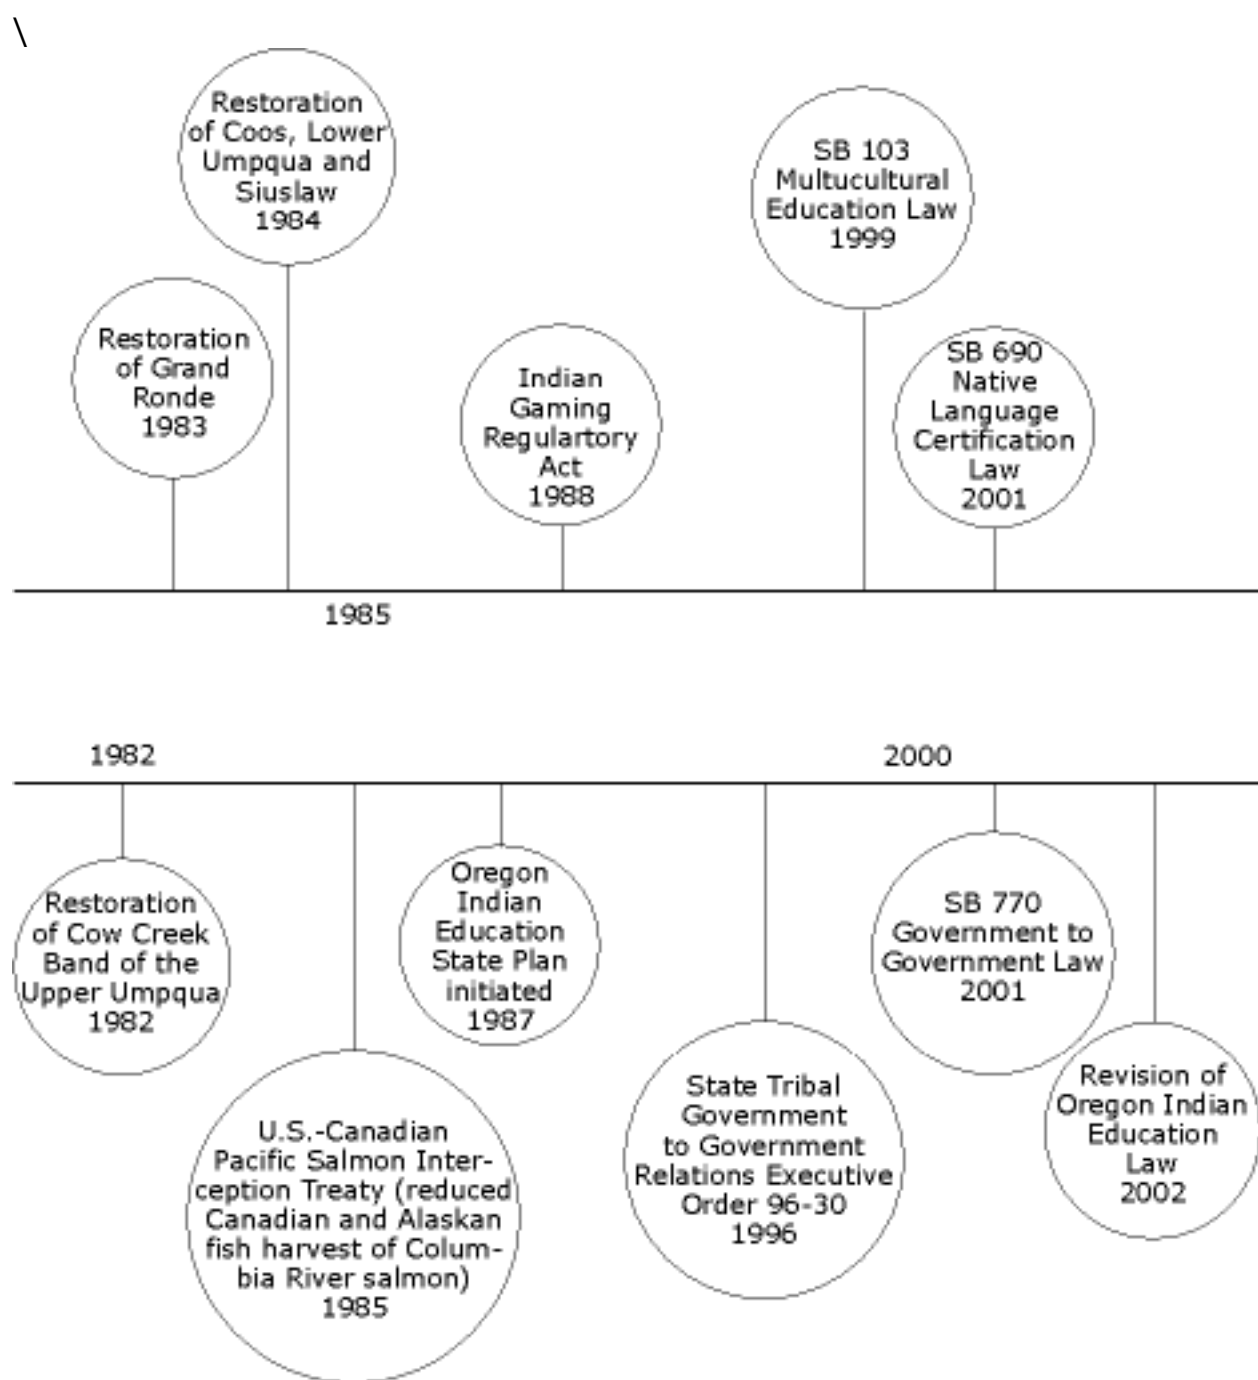 \
Restoration
of Coos, Lower
Umpqua and
Siuslaw
1984
SB 103
Multucultural
Education Law
1999
Restoration
of Grand
Ronde
1983
Indian
Gaming
Regulartory
Act
1988
SB 690
Native
Language
Certification
Law
2001
1985
1982
2000
Restoration
of Cow Creek
Band of the
Upper Umpqua
1982
Oregon
Indian
Education
State Plan
initiated
1987
SB 770
Government to
Government Law
2001
U.S.-Canadian
Pacific Salmon Inter-
ception Treaty (reduced
Canadian and Alaskan
fish harvest of Colum-
bia River salmon)
1985
State Tribal
Government
to Government
Relations Executive
Order 96-30
1996
Revision of
Oregon Indian
Education
Law
2002